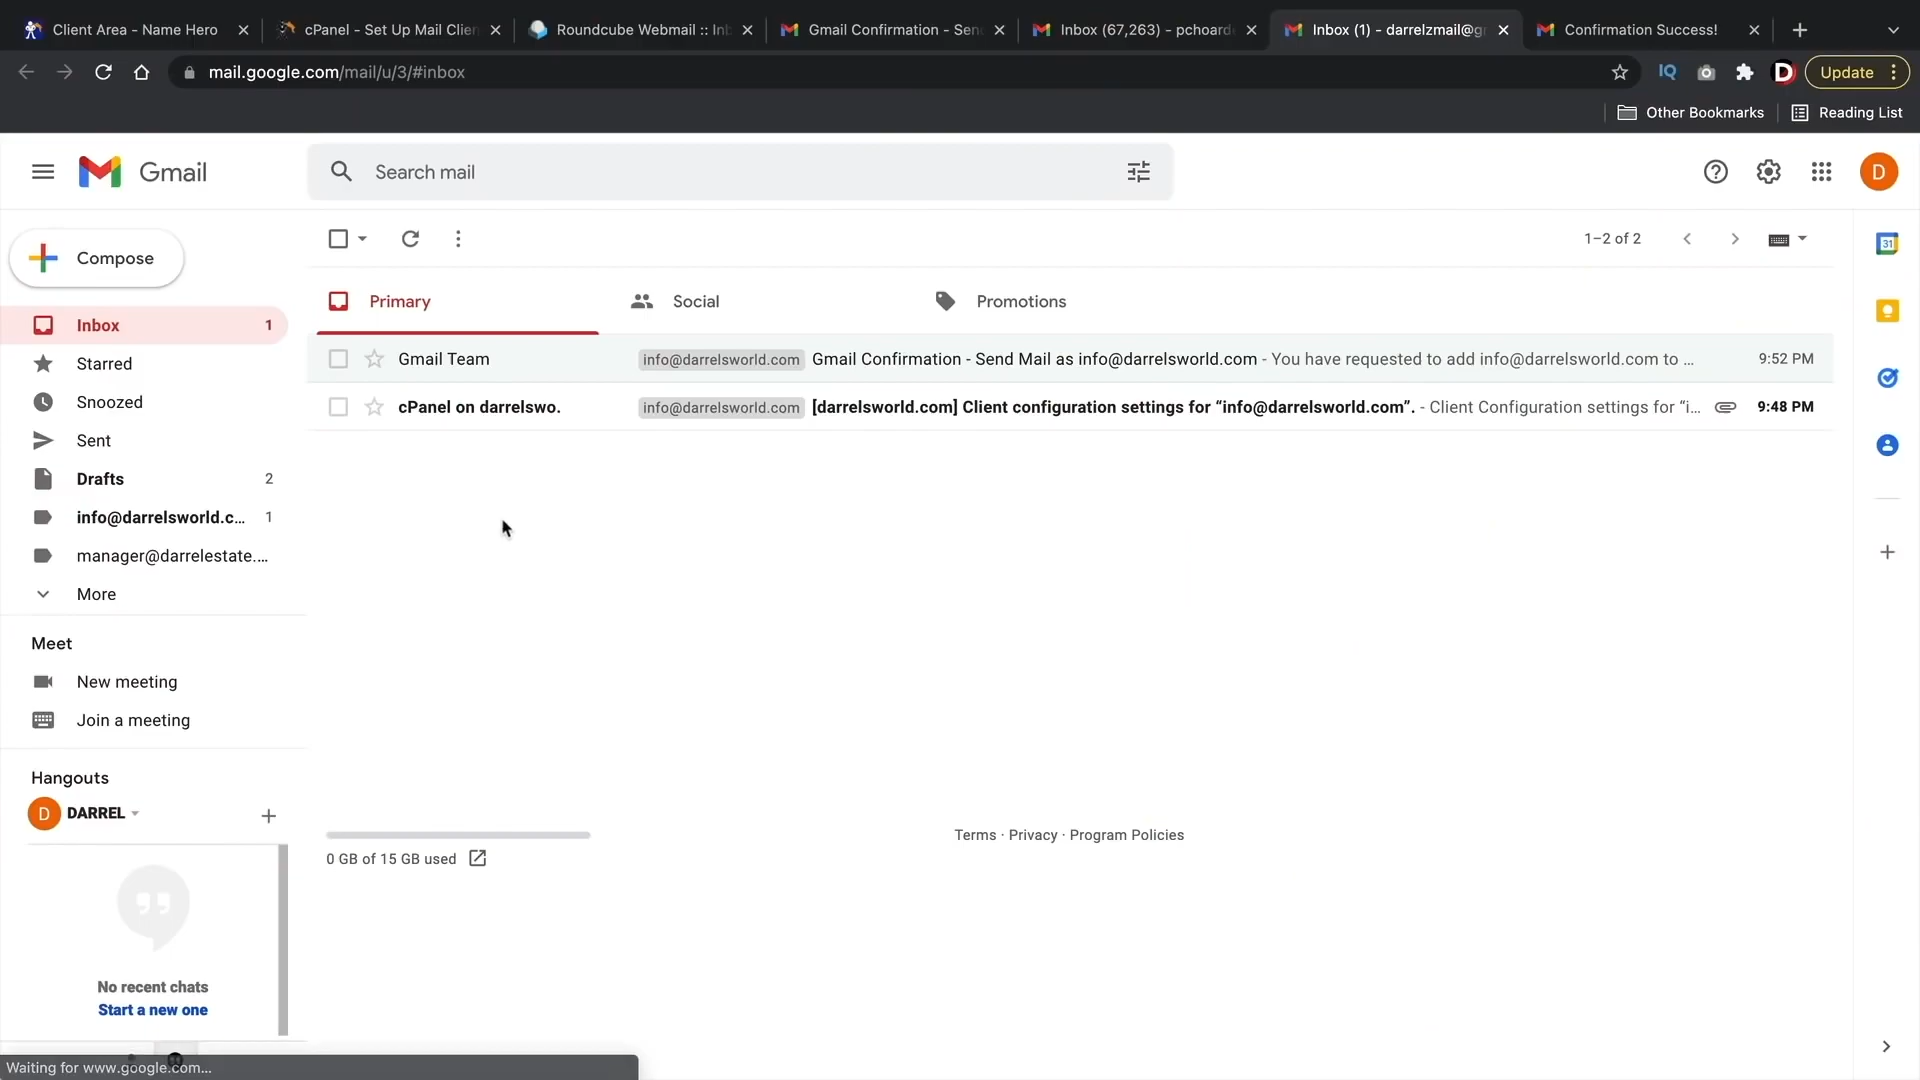 Client Area - Name Hero
cPanel - Set Up Mail Clien
Roundcube Webmail :: Inb
Gmail Confirmation - Send
Inbox (67,263) - pchoarde
Inbox (1) - darrelzmail@gm
Confirmation Success!
mail.google.com/mail/u/3/#inbox
IQ
D
Update
Other Bookmarks
Reading List
Gmail
Search mail
D
Compose
1–2 of 2
31
Primary
Social
Promotions
Inbox 1
Starred
Snoozed
Sent
Drafts 2
info@darrelsworld.c... 1
manager@darrelestate....
More
Gmail Team info@darrelsworld.com Gmail Confirmation - Send Mail as info@darrelsworld.com - You have requested to add info@darrelsworld.com to ... 9:52 PM
cPanel on darrelswo. info@darrelsworld.com [darrelsworld.com] Client configuration settings for “info@darrelsworld.com”. - Client Configuration settings for “i... 9:48 PM
Meet
New meeting
Join a meeting
Hangouts
D DARREL
No recent chats
Start a new one
0 GB of 15 GB used
Terms · Privacy · Program Policies
Waiting for www.google.com...